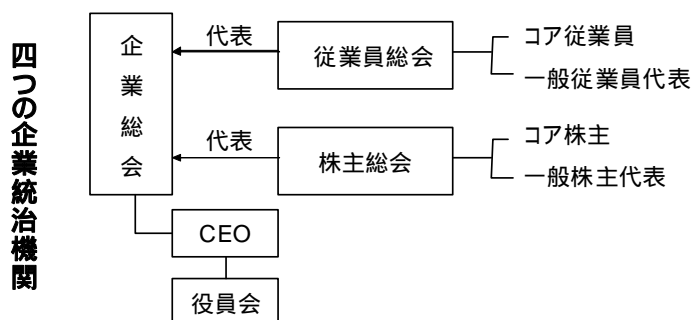 四つの企業統治機関
企業総会
代表
従業員総会
コア従業員
一般従業員代表
代表
株主総会
コア株主
一般株主代表
CEO
役員会